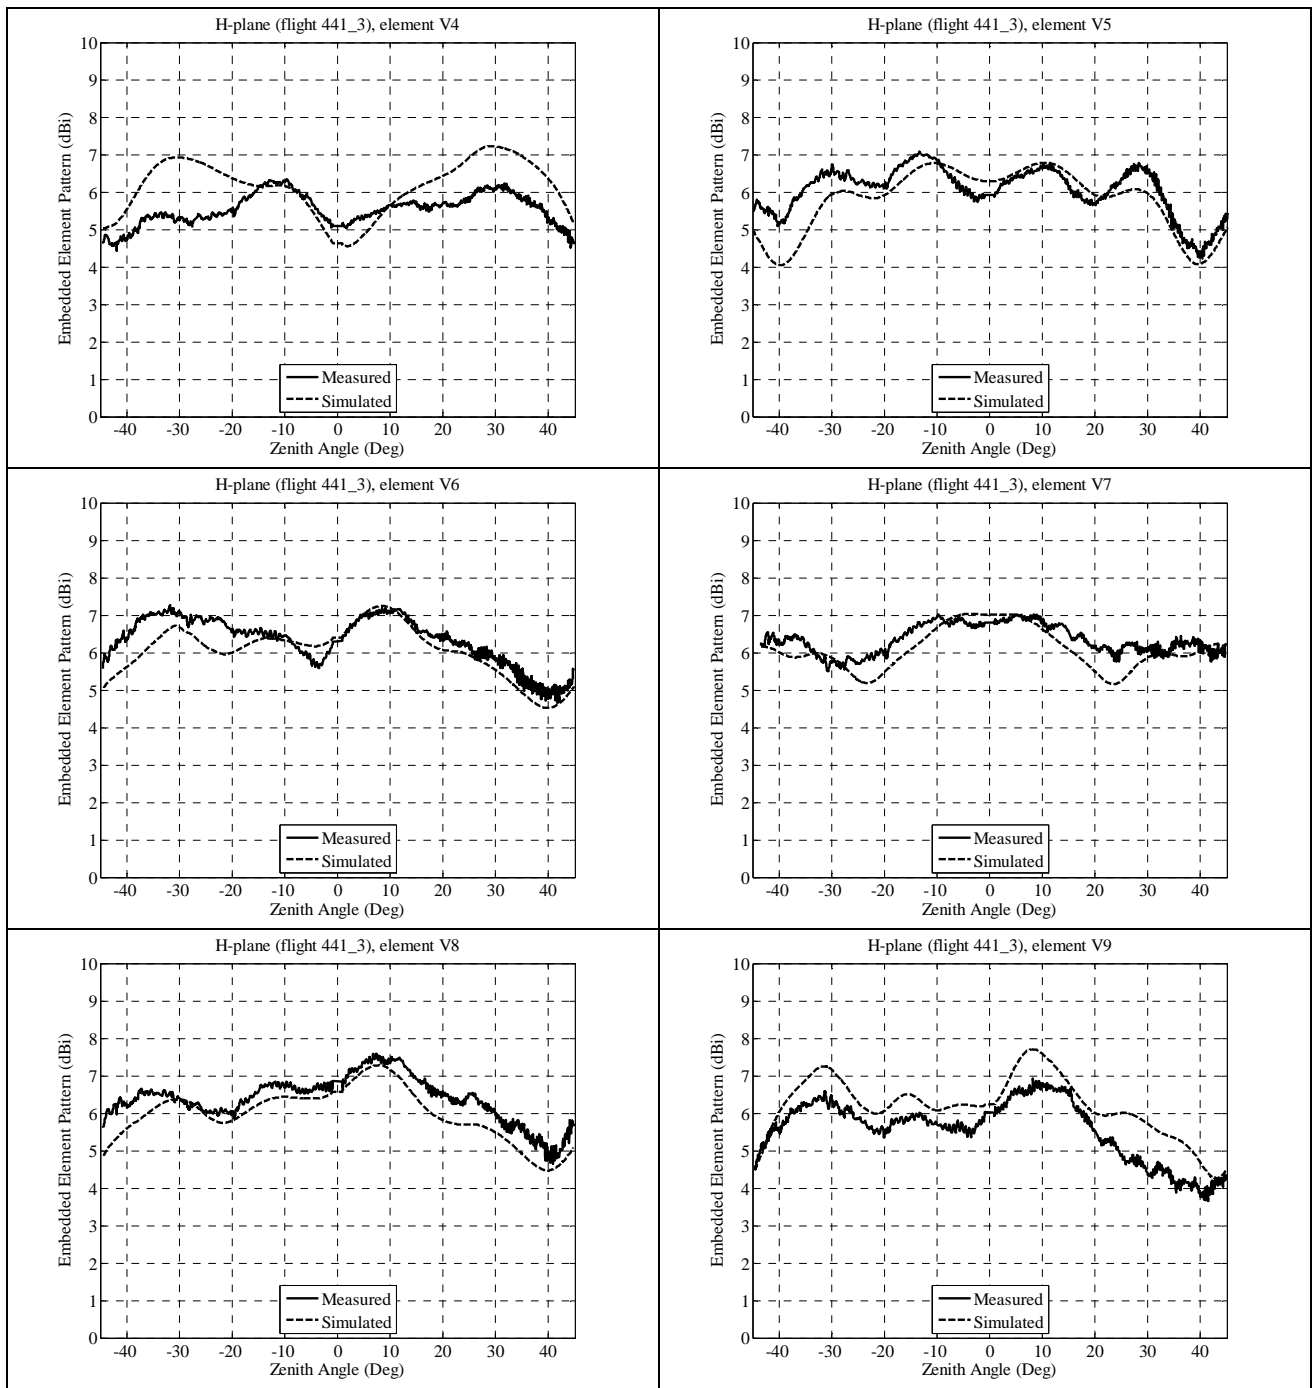 H-plane (flight 441_3), element V4
Embedded Element Pattern (dBi)
10
9
8
7
6
5
4
3
2
1
0
Measured
Simulated
-40 -30 -20 -10 0 10 20 30 40
Zenith Angle (Deg)
H-plane (flight 441_3), element V5
Embedded Element Pattern (dBi)
10
9
8
7
6
5
4
3
2
1
0
Measured
Simulated
-40 -30 -20 -10 0 10 20 30 40
Zenith Angle (Deg)
H-plane (flight 441_3), element V6
Embedded Element Pattern (dBi)
10
9
8
7
6
5
4
3
2
1
0
Measured
Simulated
-40 -30 -20 -10 0 10 20 30 40
Zenith Angle (Deg)
H-plane (flight 441_3), element V7
Embedded Element Pattern (dBi)
10
9
8
7
6
5
4
3
2
1
0
Measured
Simulated
-40 -30 -20 -10 0 10 20 30 40
Zenith Angle (Deg)
H-plane (flight 441_3), element V8
Embedded Element Pattern (dBi)
10
9
8
7
6
5
4
3
2
1
0
Measured
Simulated
-40 -30 -20 -10 0 10 20 30 40
Zenith Angle (Deg)
H-plane (flight 441_3), element V9
Embedded Element Pattern (dBi)
10
9
8
7
6
5
4
3
2
1
0
Measured
Simulated
-40 -30 -20 -10 0 10 20 30 40
Zenith Angle (Deg)